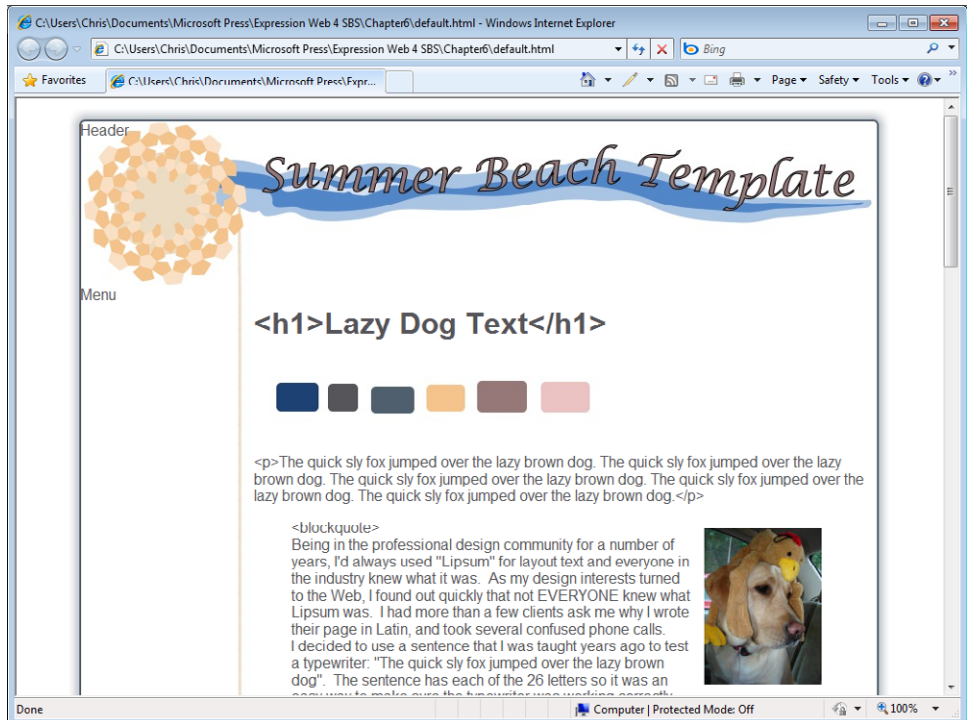 C:\Users\Chris\Documents\Microsoft Press\Expression Web 4 SBS\Chapter6\default.html - Windows Internet Explorer
C:\Users\Chris\Documents\Microsoft Press\Expression Web 4 SBS\Chapter6\default.html
Bing
Favorites
C:\Users\Chris\Documents\Microsoft Press\Expr...
Page
Safety
Tools
Header
Summer Beach Template
Menu
<h1>Lazy Dog Text</h1>
<p>The quick sly fox jumped over the lazy brown dog. The quick sly fox jumped over the lazy
brown dog. The quick sly fox jumped over the lazy brown dog. The quick sly fox jumped over the
lazy brown dog. The quick sly fox jumped over the lazy brown dog.</p>
<blockquote>
Being in the professional design community for a number of
years, I'd always used "Lipsum" for layout text and everyone in
the industry knew what it was. As my design interests turned
to the Web, I found out quickly that not EVERYONE knew what
Lipsum was. I had more than a few clients ask me why I wrote
their page in Latin, and took several confused phone calls.
I decided to use a sentence that I was taught years ago to test
a typewriter: "The quick sly fox jumped over the lazy brown
dog". The sentence has each of the 26 letters so it was an
easy way to make sure the typewriter was working correctly
Done
Computer | Protected Mode: Off
100%